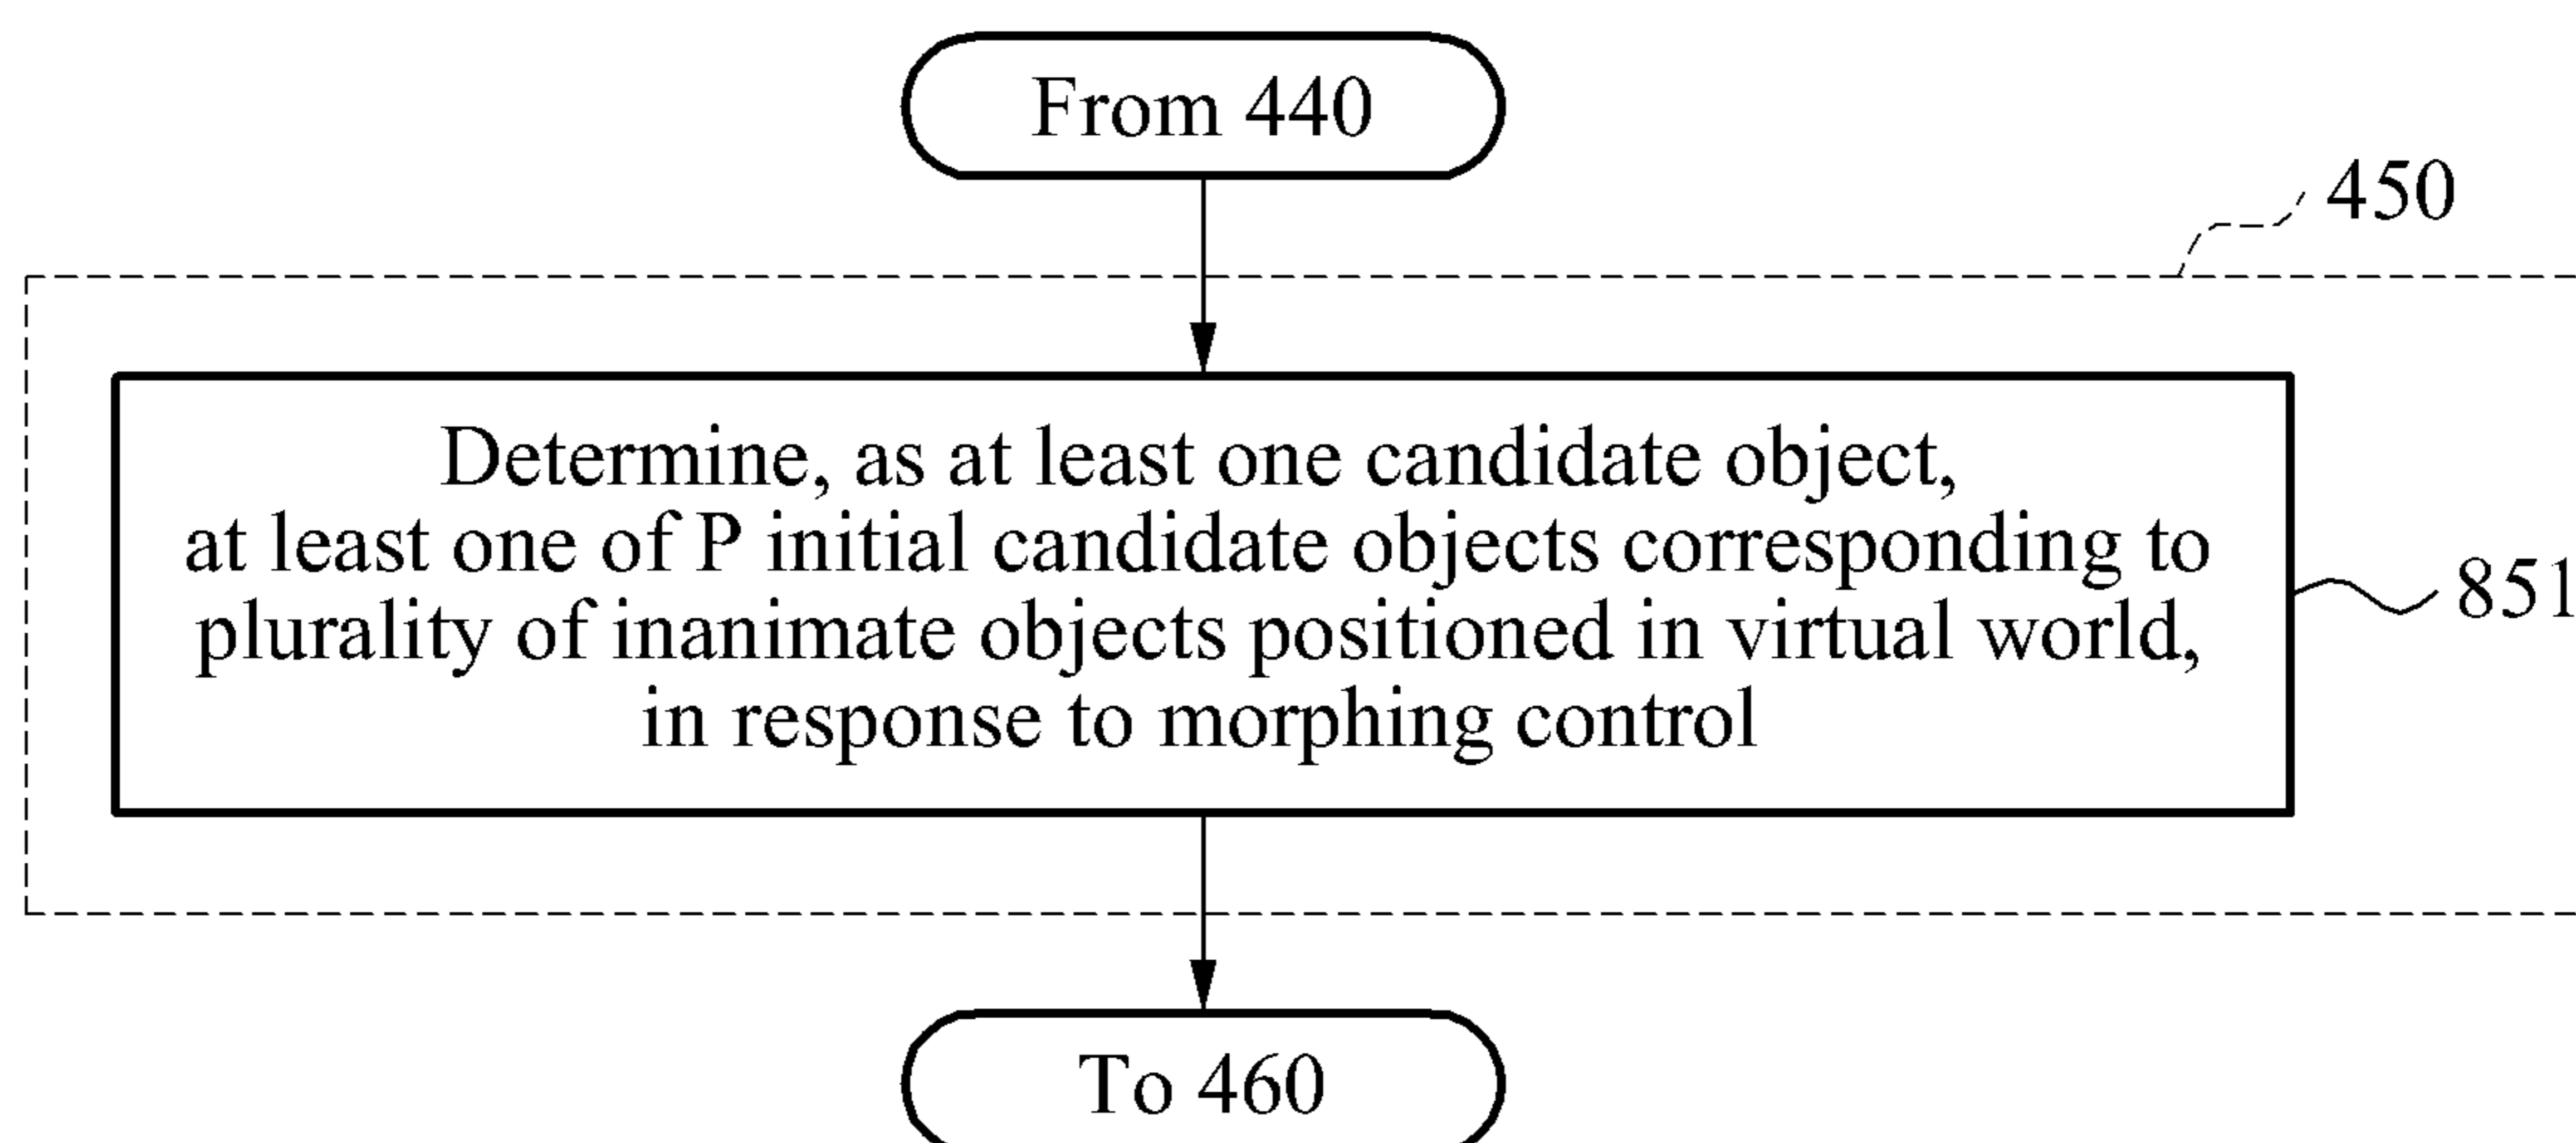 From 440
450
Determine, as at least one candidate object,
at least one of P initial candidate objects corresponding to
plurality of inanimate objects positioned in virtual world,
in response to morphing control
851
To 460